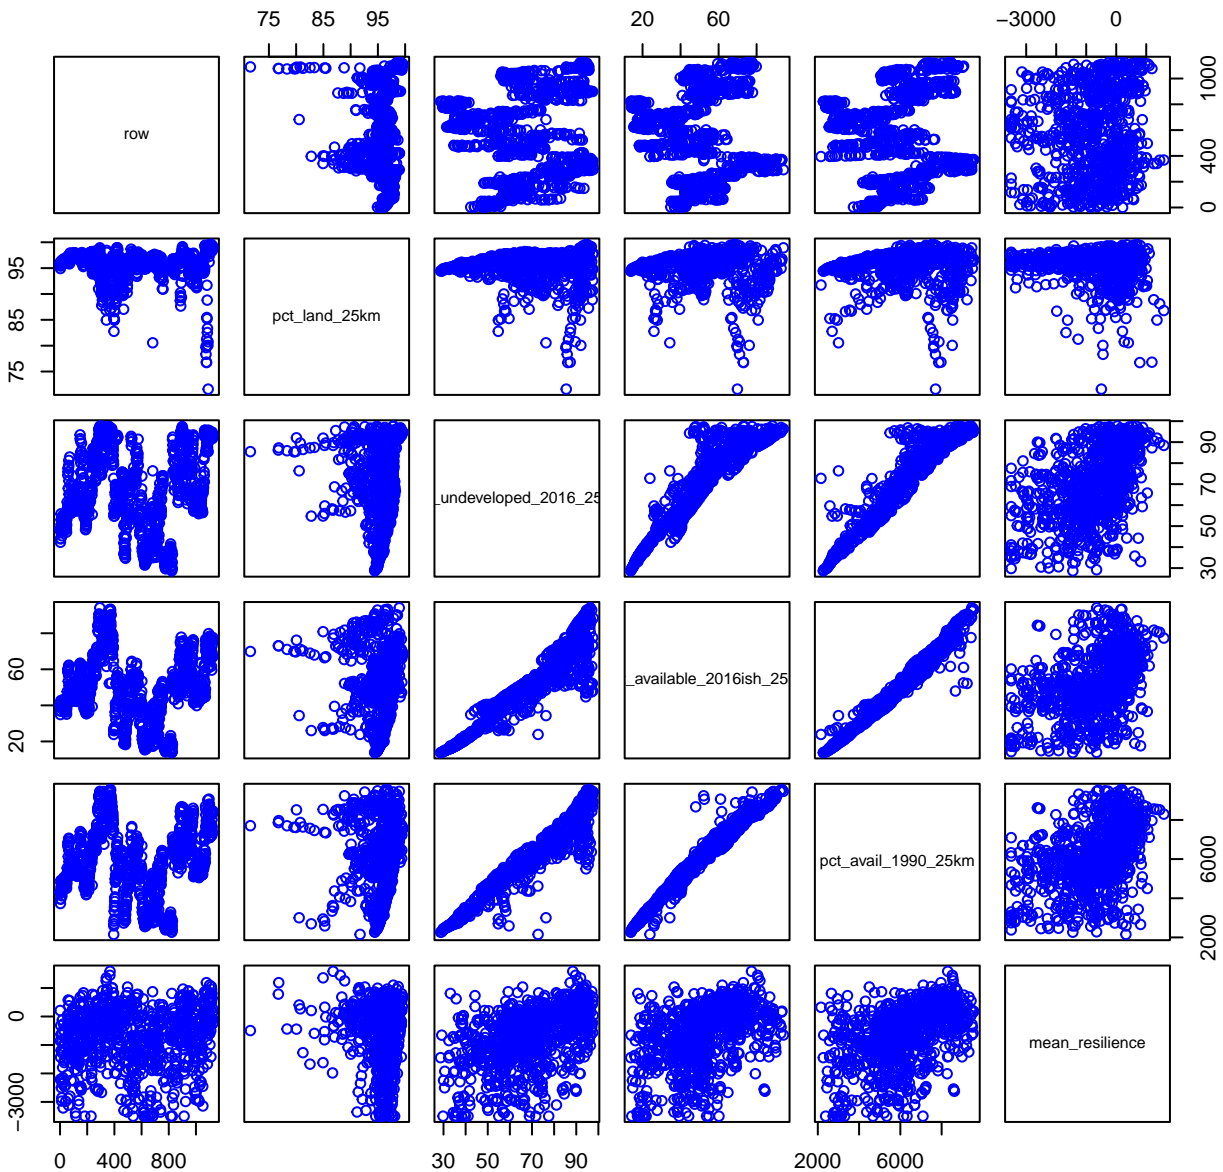 75 85 95 20 60 −3000 0
row
0 400 1000
75 85 95
pct_land_25km
_undeveloped_2016_25
30 50 70 90
20 60
_available_2016ish_25
pct_avail_1990_25km
2000 6000
−3000 0
mean_resilience
0 400 800 30 50 70 90 2000 6000